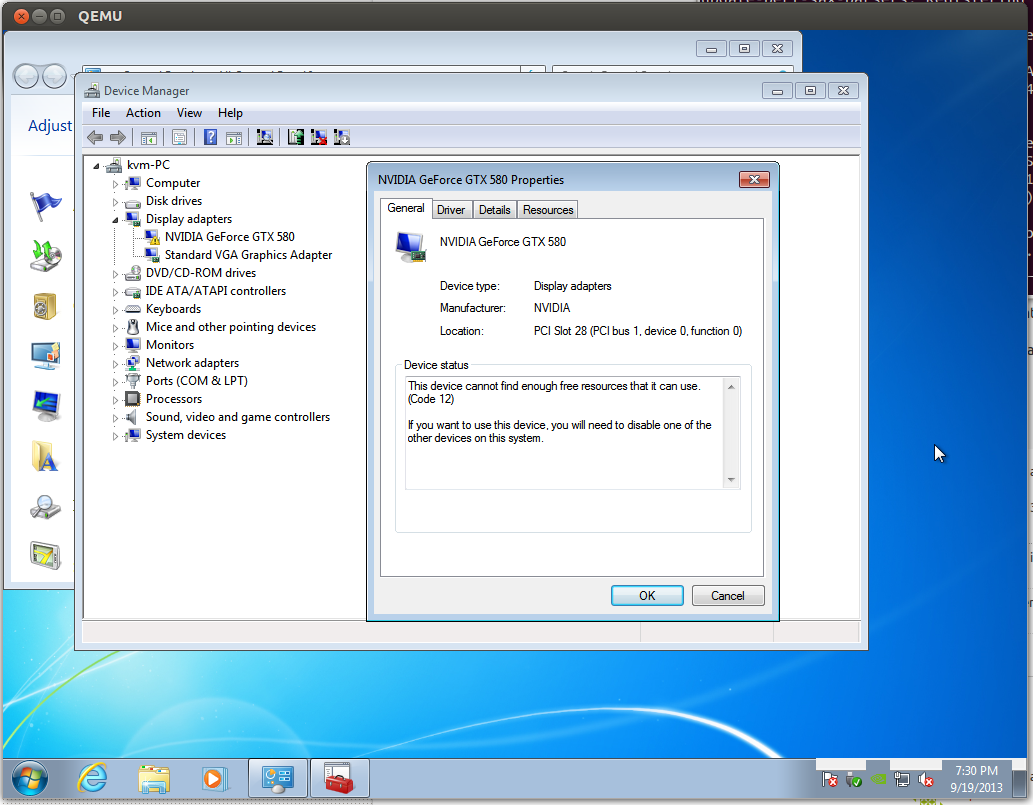 QEMU
Adjust
Device Manager
File Action View Help
kvm-PC
Computer
Disk drives
Display adapters
NVIDIA GeForce GTX 580
Standard VGA Graphics Adapter
DVD/CD-ROM drives
IDE ATA/ATAPI controllers
Keyboards
Mice and other pointing devices
Monitors
Network adapters
Ports (COM & LPT)
Processors
Sound, video and game controllers
System devices
NVIDIA GeForce GTX 580 Properties
General Driver Details Resources
NVIDIA GeForce GTX 580
Device type: Display adapters
Manufacturer: NVIDIA
Location: PCI Slot 28 (PCI bus 1, device 0, function 0)
Device status
This device cannot find enough free resources that it can use.
(Code 12)
If you want to use this device, you will need to disable one of the
other devices on this system.
OK Cancel
7:30 PM
9/19/2013